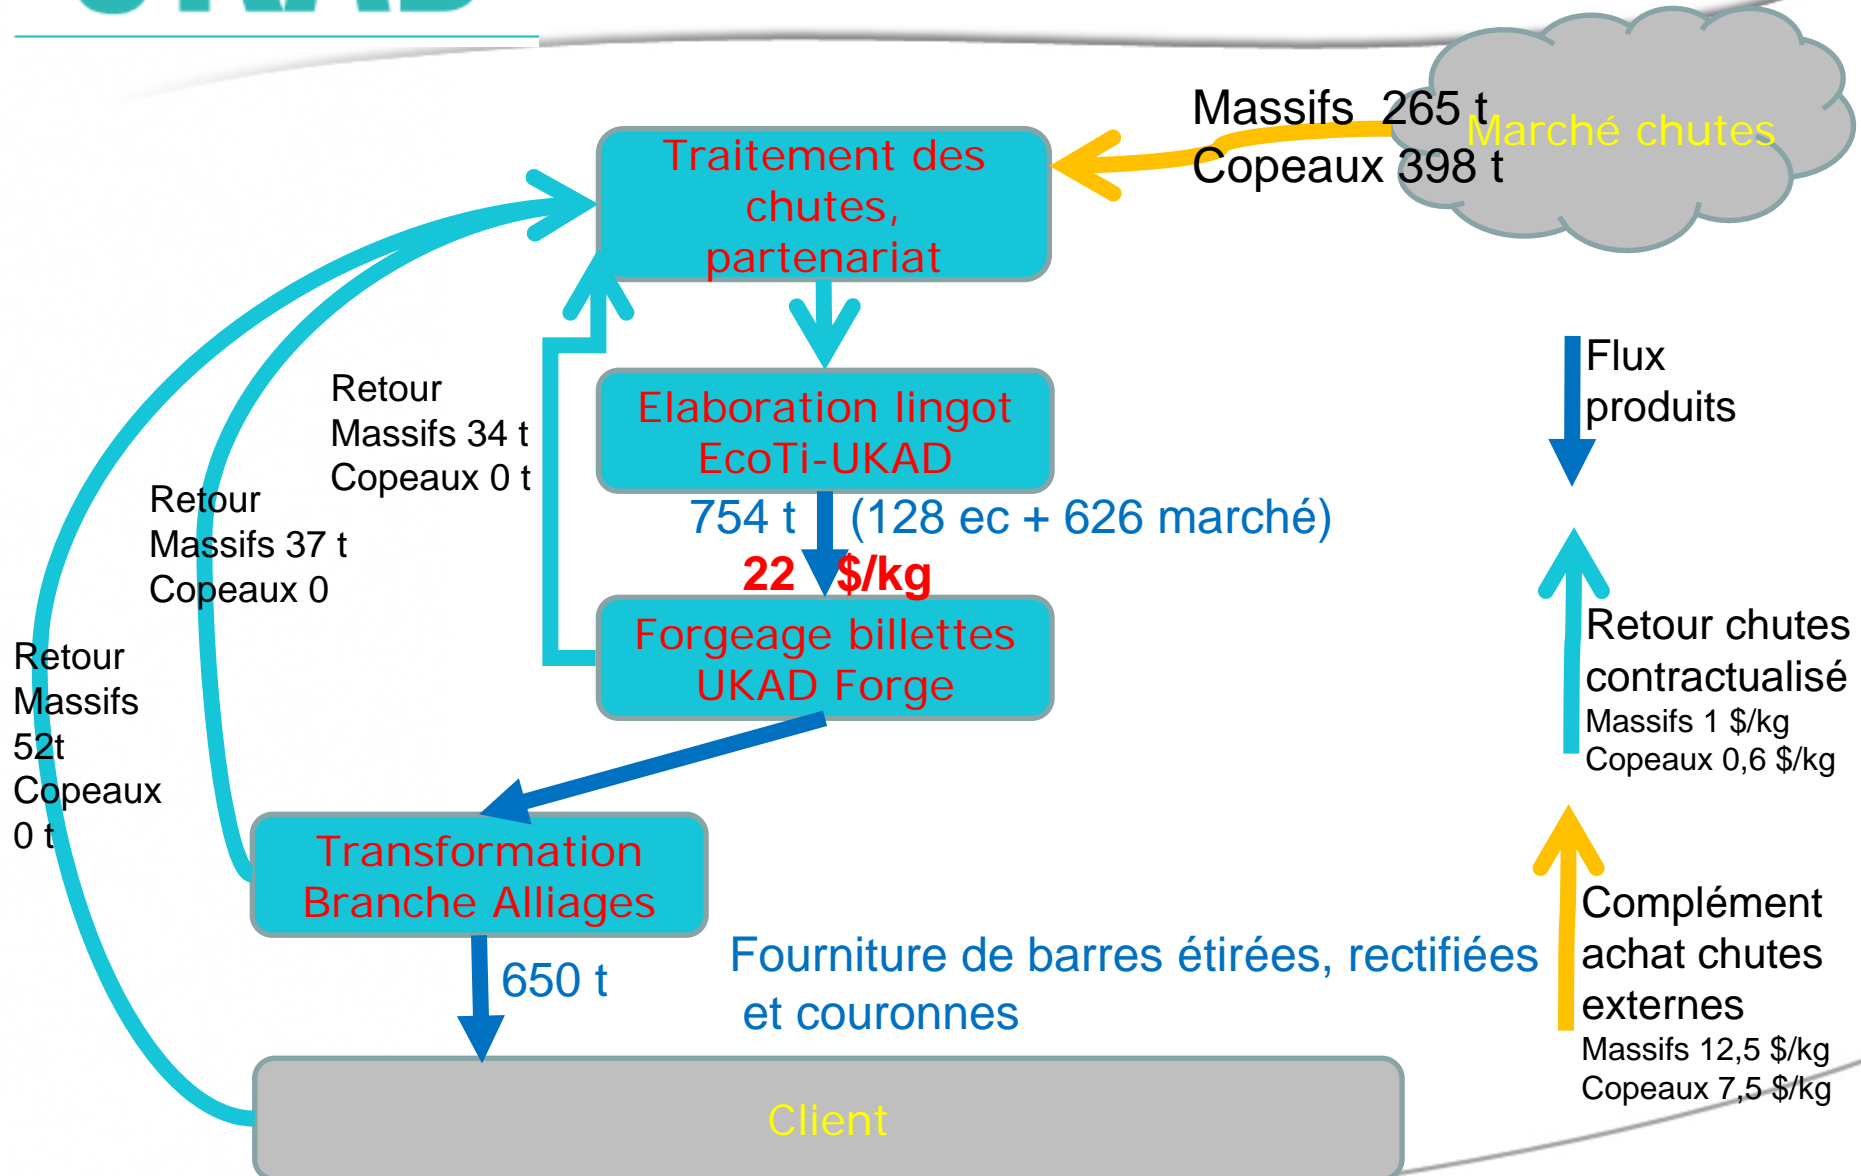 UKAD
Massifs 265 t
Copeaux 398 t
Marché chutes
Traitement des
chutes,
partenariat
Flux
produits
Retour
Massifs 34 t
Copeaux 0 t
Elaboration lingot
EcoTi-UKAD
Retour
Massifs 37 t
Copeaux 0
754 t (128 ec + 626 marché)
22 $/kg
Forgeage billettes
UKAD Forge
Retour
Massifs
52t
Copeaux
0 t
Retour chutes
contractualisé
Massifs 1 $/kg
Copeaux 0,6 $/kg
Transformation
Branche Alliages
650 t
Fourniture de barres étirées, rectifiées
et couronnes
Complément
achat chutes
externes
Massifs 12,5 $/kg
Copeaux 7,5 $/kg
Client